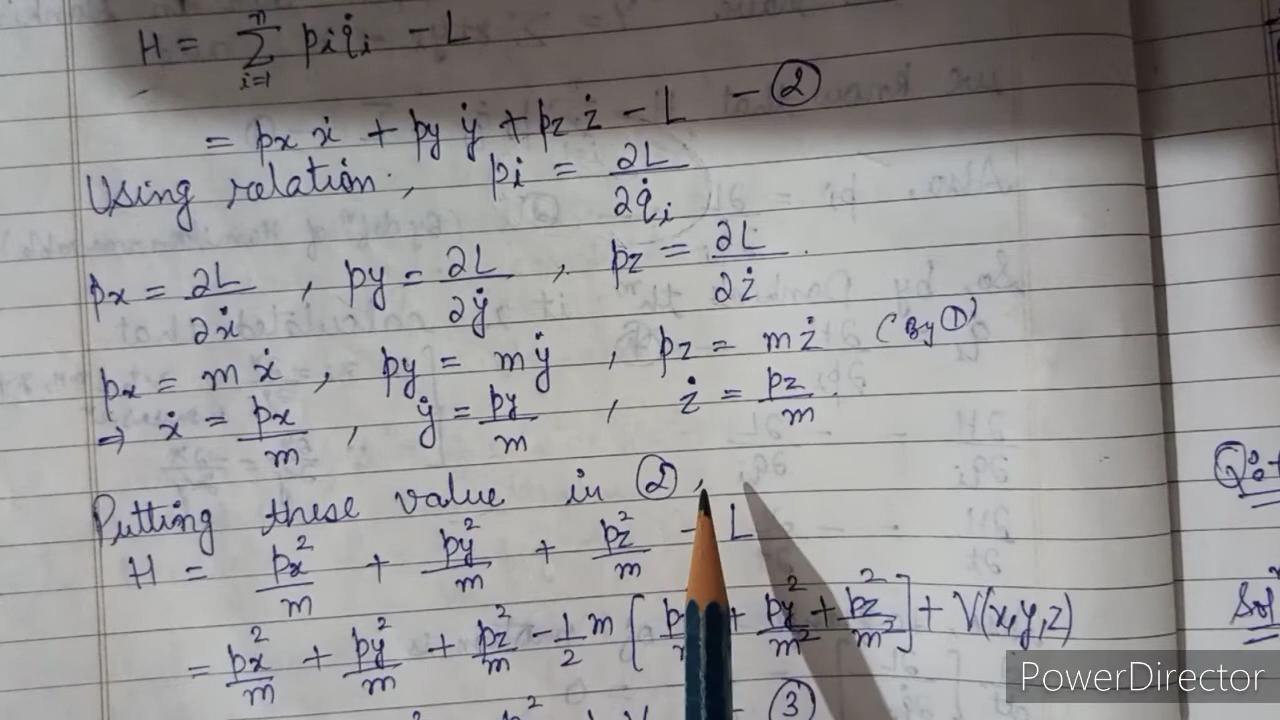 H = Σ_{i=1}^{n} pᵢq̇ᵢ - L
= px ẋ + py ẏ + pz ż - L - ②
Using relation, pᵢ = ∂L/∂q̇ᵢ
px = ∂L/∂ẋ , py = ∂L/∂ẏ , pz = ∂L/∂ż .
px = mẋ , py = mẏ , pz = mż (By ①)
⇒ ẋ = px/m , ẏ = py/m , ż = pz/m .
Putting these value in ② ,
H = px²/m + py²/m + pz²/m - L
= px²/m + py²/m + pz²/m - 1/2 m [ + py²/m² + pz²/m² ] + V(x,y,z)
③
Q:
Sol
PowerDirector